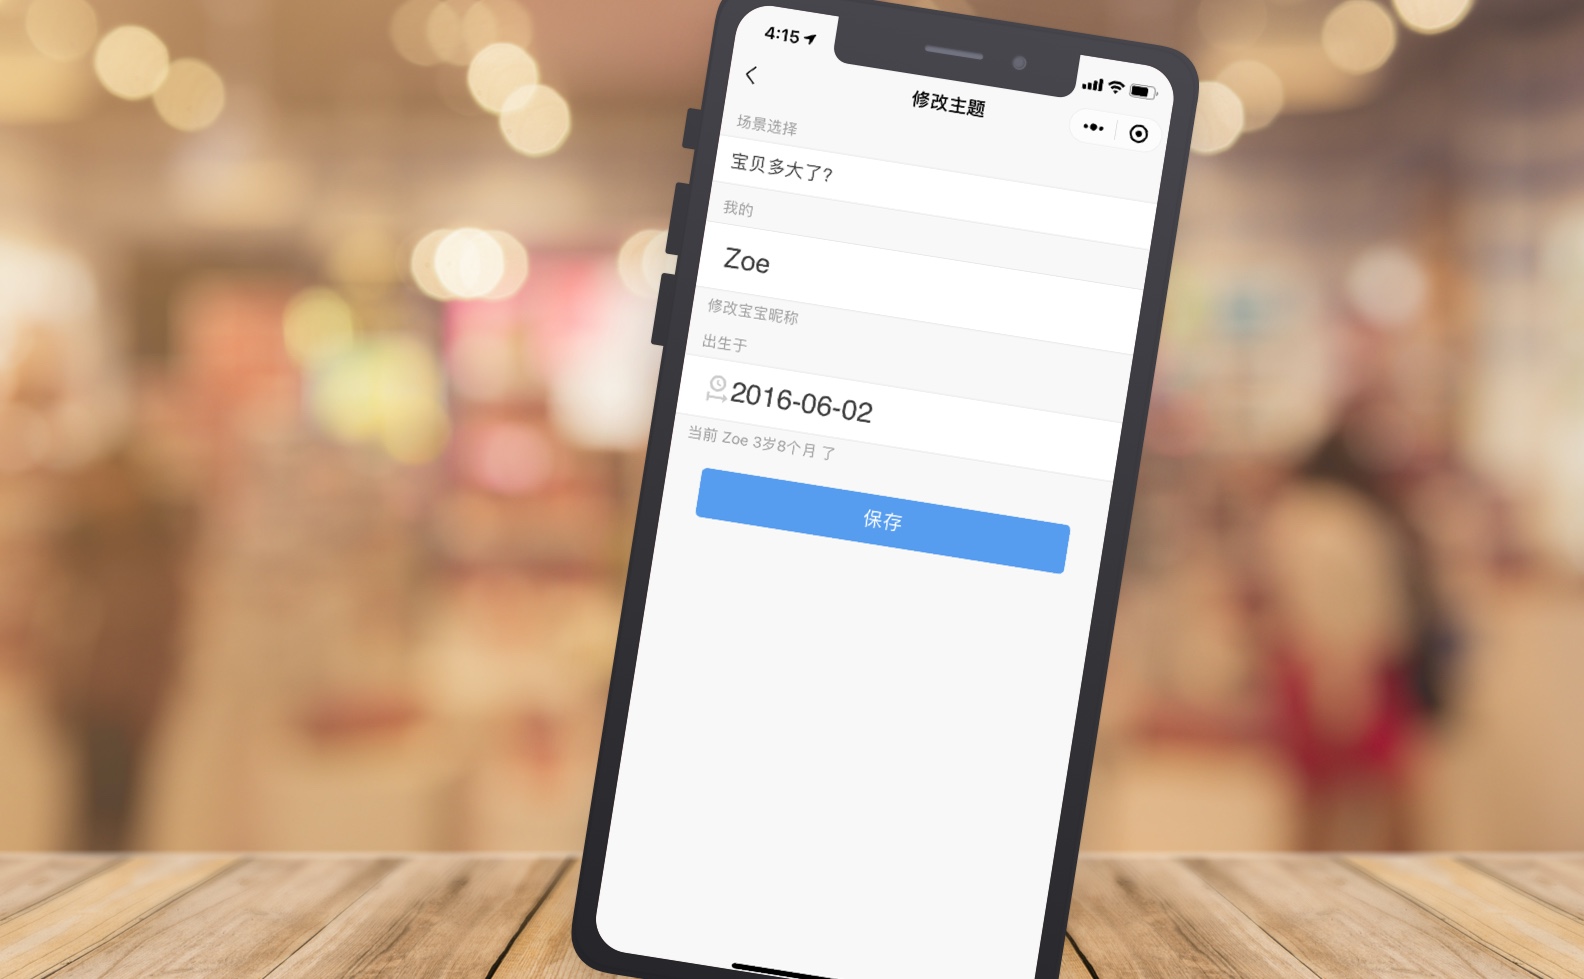 4:15
修改主题
场景选择
宝贝多大了?
我的
Zoe
修改宝宝昵称
出生于
2016-06-02
当前 Zoe 3岁8个月 了
保存